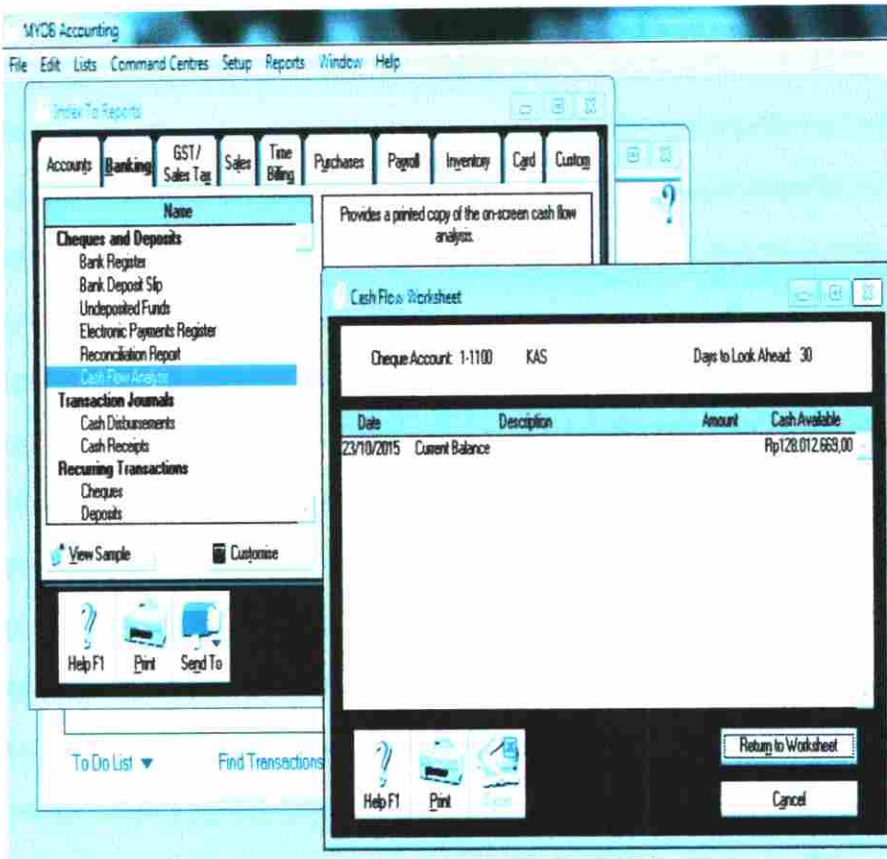 MYOB Accounting
File Edit Lists Command Centres Setup Reports Window Help
Index To Reports
Accounts Banking GST/ Sales Tax Sales Time Billing Purchases Payroll Inventory Card Custom
Name
Cheques and Deposits
Bank Register
Bank Deposit Slip
Undeposited Funds
Electronic Payments Register
Reconciliation Report
Cash Flow Analysis
Transaction Journals
Cash Disbursements
Cash Receipts
Recurring Transactions
Cheques
Deposits
View Sample Customise
Help F1 Print Send To
Provides a printed copy of the on-screen cash flow
analysis.
To Do List Find Transactions
Cash Flow Worksheet
Cheque Account: 1-1100 KAS Days to Look Ahead: 30
Date Description Amount Cash Available
23/10/2015 Current Balance Rp128.012.669,00
Help F1 Print
Return to Worksheet
Cancel